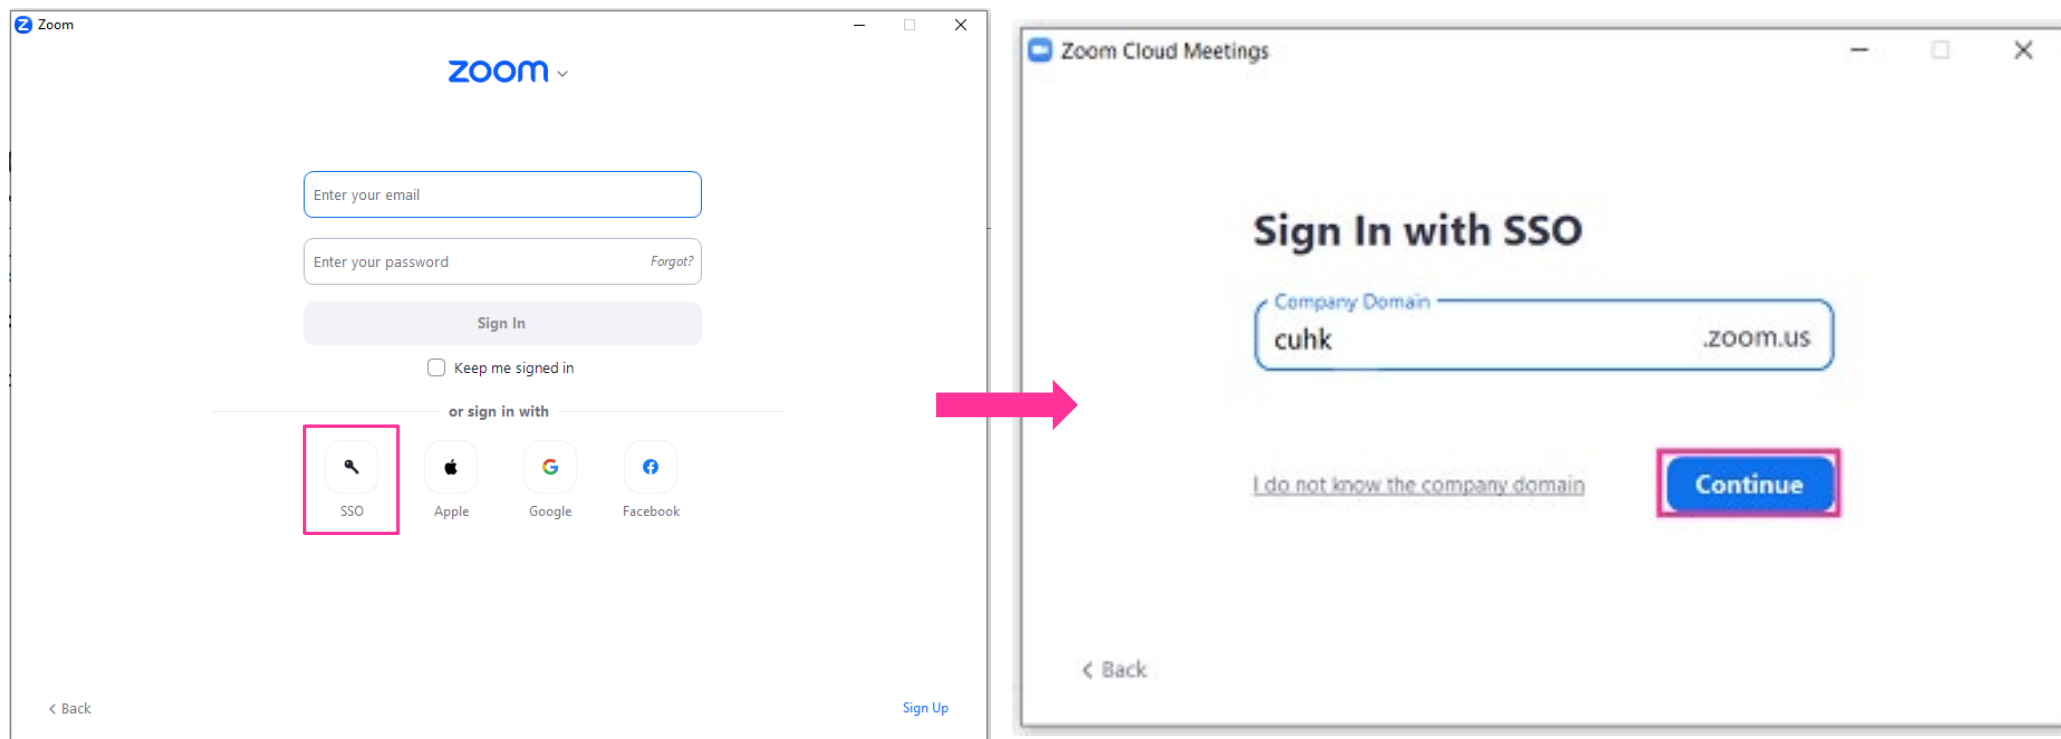 Zoom
zoom
Enter your email
Enter your password Forgot?
Sign In
Keep me signed in
or sign in with
SSO Apple Google Facebook
< Back Sign Up
Zoom Cloud Meetings
Sign In with SSO
Company Domain
cuhk .zoom.us
I do not know the company domain Continue
< Back